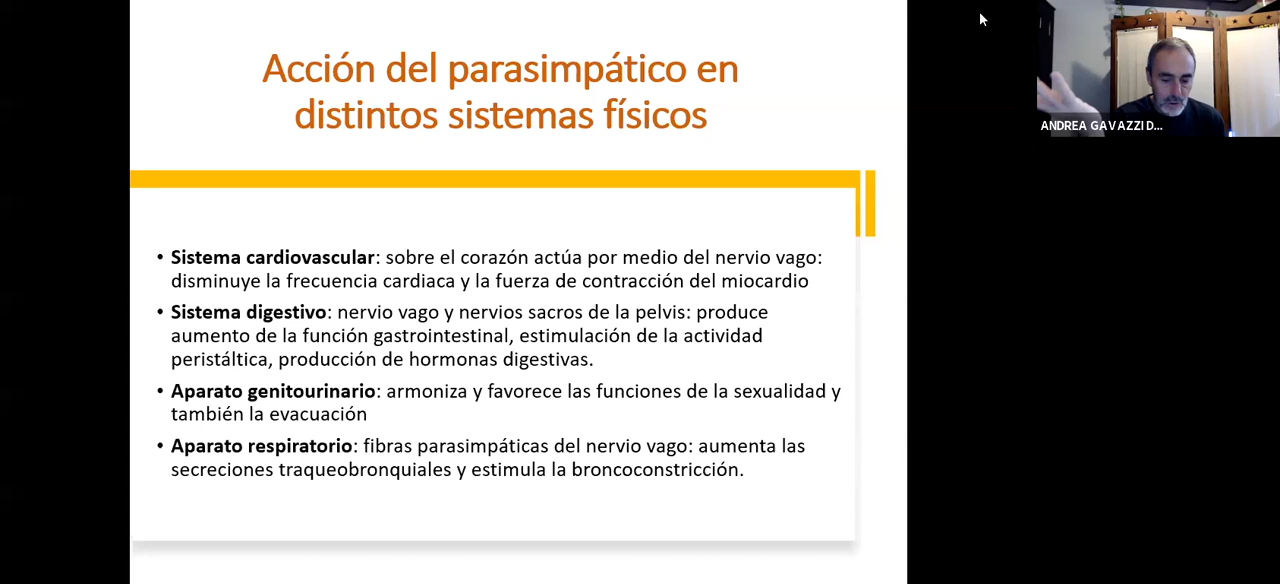 Acción del parasimpático en
distintos sistemas físicos
• Sistema cardiovascular: sobre el corazón actúa por medio del nervio vago:
disminuye la frecuencia cardiaca y la fuerza de contracción del miocardio
• Sistema digestivo: nervio vago y nervios sacros de la pelvis: produce
aumento de la función gastrointestinal, estimulación de la actividad
peristáltica, producción de hormonas digestivas.
• Aparato genitourinario: armoniza y favorece las funciones de la sexualidad y
también la evacuación
• Aparato respiratorio: fibras parasimpáticas del nervio vago: aumenta las
secreciones traqueobronquiales y estimula la broncoconstricción.
ANDREA GAVAZZI D...